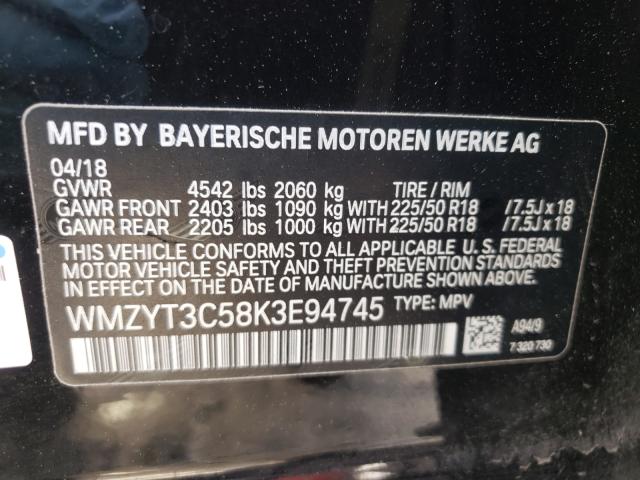 MFD BY BAYERISCHE MOTOREN WERKE AG
04/18
GVWR 4542 lbs 2060 kg TIRE / RIM
GAWR FRONT 2403 lbs 1090 kg WITH 225/50 R18 /7.5J x 18
GAWR REAR 2205 lbs 1000 kg WITH 225/50 R18 /7.5J x 18
THIS VEHICLE CONFORMS TO ALL APPLICABLE U. S. FEDERAL
MOTOR VEHICLE SAFETY AND THEFT PREVENTION STANDARDS
IN EFFECT ON THE DATE OF MANUFACTURE SHOWN ABOVE.
WMZYT3C58K3E94745 TYPE: MPV
A94/9
7 320 730